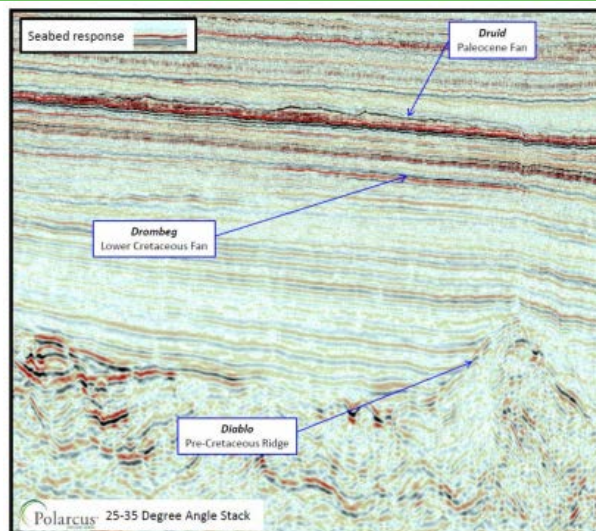 Seabed response
Druid
Paleocene Fan
Drombeg
Lower Cretaceous Fan
Diablo
Pre-Cretaceous Ridge
Polarcus 25-35 Degree Angle Stack